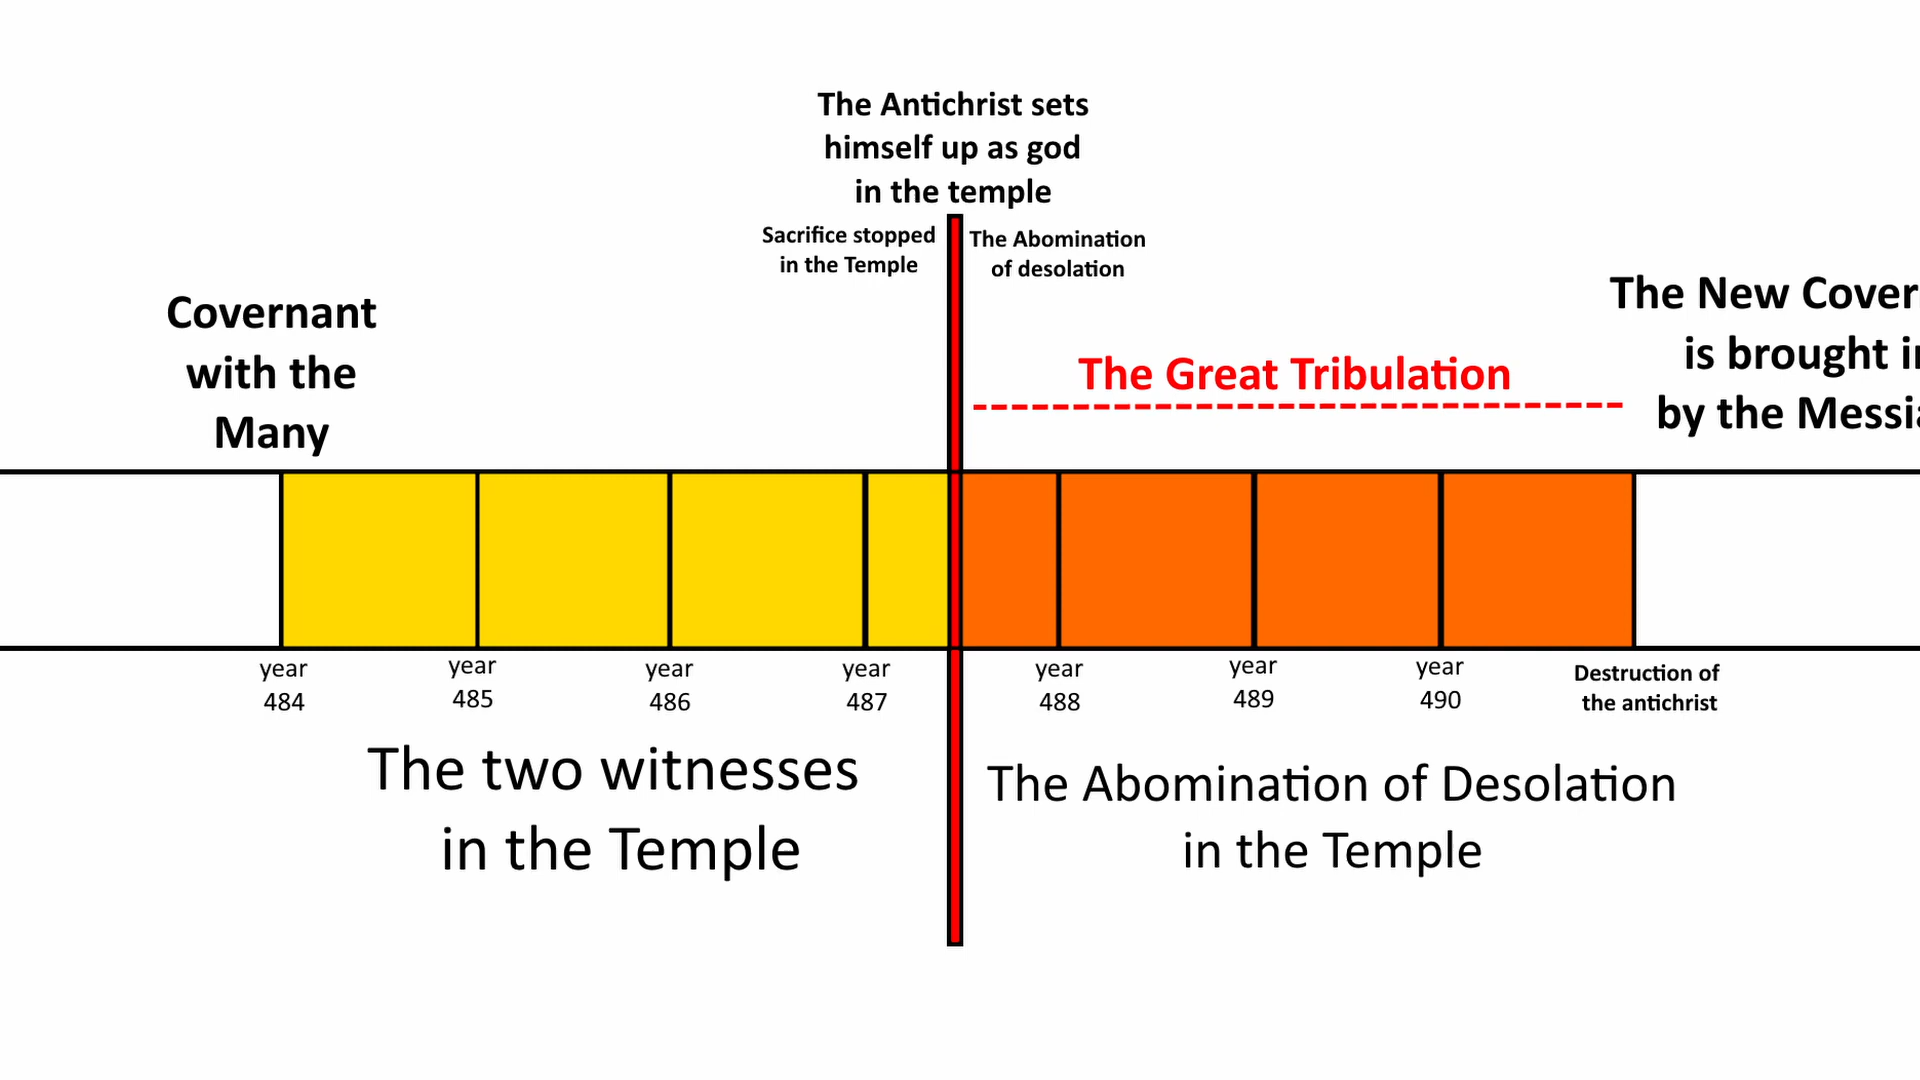 The Antichrist sets
himself up as god
in the temple
Sacrifice stopped
in the Temple
The Abomination
of desolation
Covernant
with the
Many
The Great Tribulation
The New Cover
is brought i
by the Messi
year
484
year
485
year
486
year
487
year
488
year
489
year
490
Destruction of
the antichrist
The two witnesses
in the Temple
The Abomination of Desolation
in the Temple